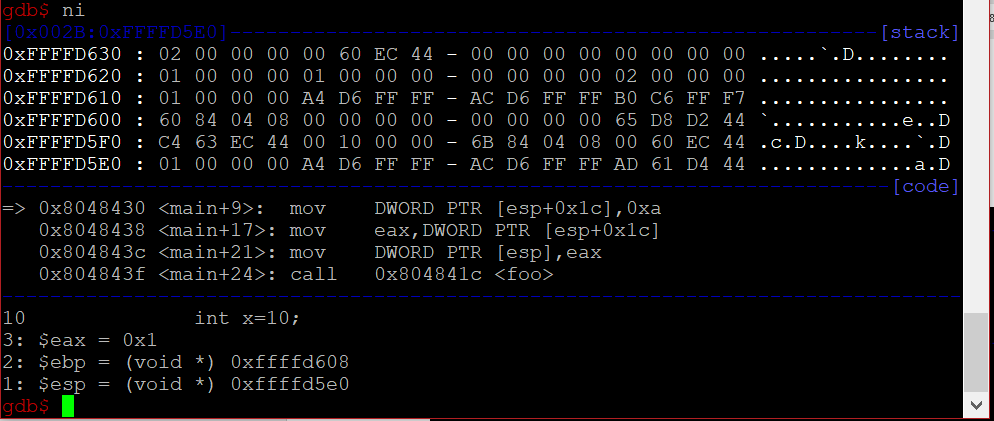 gdb$ ni
[0x002B:0xFFFFD5E0]------------------------------------------------------[stack]
0xFFFFD630 : 02 00 00 00 00 60 EC 44 - 00 00 00 00 00 00 00 00 .....`.D........
0xFFFFD620 : 01 00 00 00 01 00 00 00 - 00 00 00 00 02 00 00 00 ................
0xFFFFD610 : 01 00 00 00 A4 D6 FF FF - AC D6 FF FF B0 C6 FF F7 ................
0xFFFFD600 : 60 84 04 08 00 00 00 00 - 00 00 00 00 65 D8 D2 44 `...........e..D
0xFFFFD5F0 : C4 63 EC 44 00 10 00 00 - 6B 84 04 08 00 60 EC 44 .c.D....k....`.D
0xFFFFD5E0 : 01 00 00 00 A4 D6 FF FF - AC D6 FF FF AD 61 D4 44 .............a.D
--------------------------------------------------------------------------[code]
=> 0x8048430 <main+9>: mov    DWORD PTR [esp+0x1c],0xa
   0x8048438 <main+17>: mov    eax,DWORD PTR [esp+0x1c]
   0x804843c <main+21>: mov    DWORD PTR [esp],eax
   0x804843f <main+24>: call   0x804841c <foo>
--------------------------------------------------------------------------------
10              int x=10;
3: $eax = 0x1
2: $ebp = (void *) 0xffffd608
1: $esp = (void *) 0xffffd5e0
gdb$